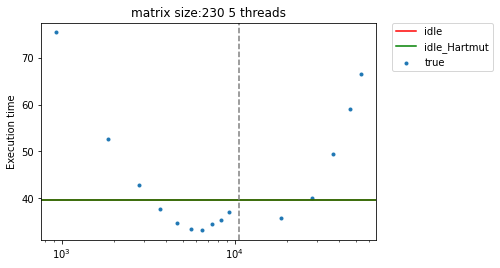 matrix size:230 5 threads
Execution time
70
60
50
40
10³
10⁴
idle
idle_Hartmut
true